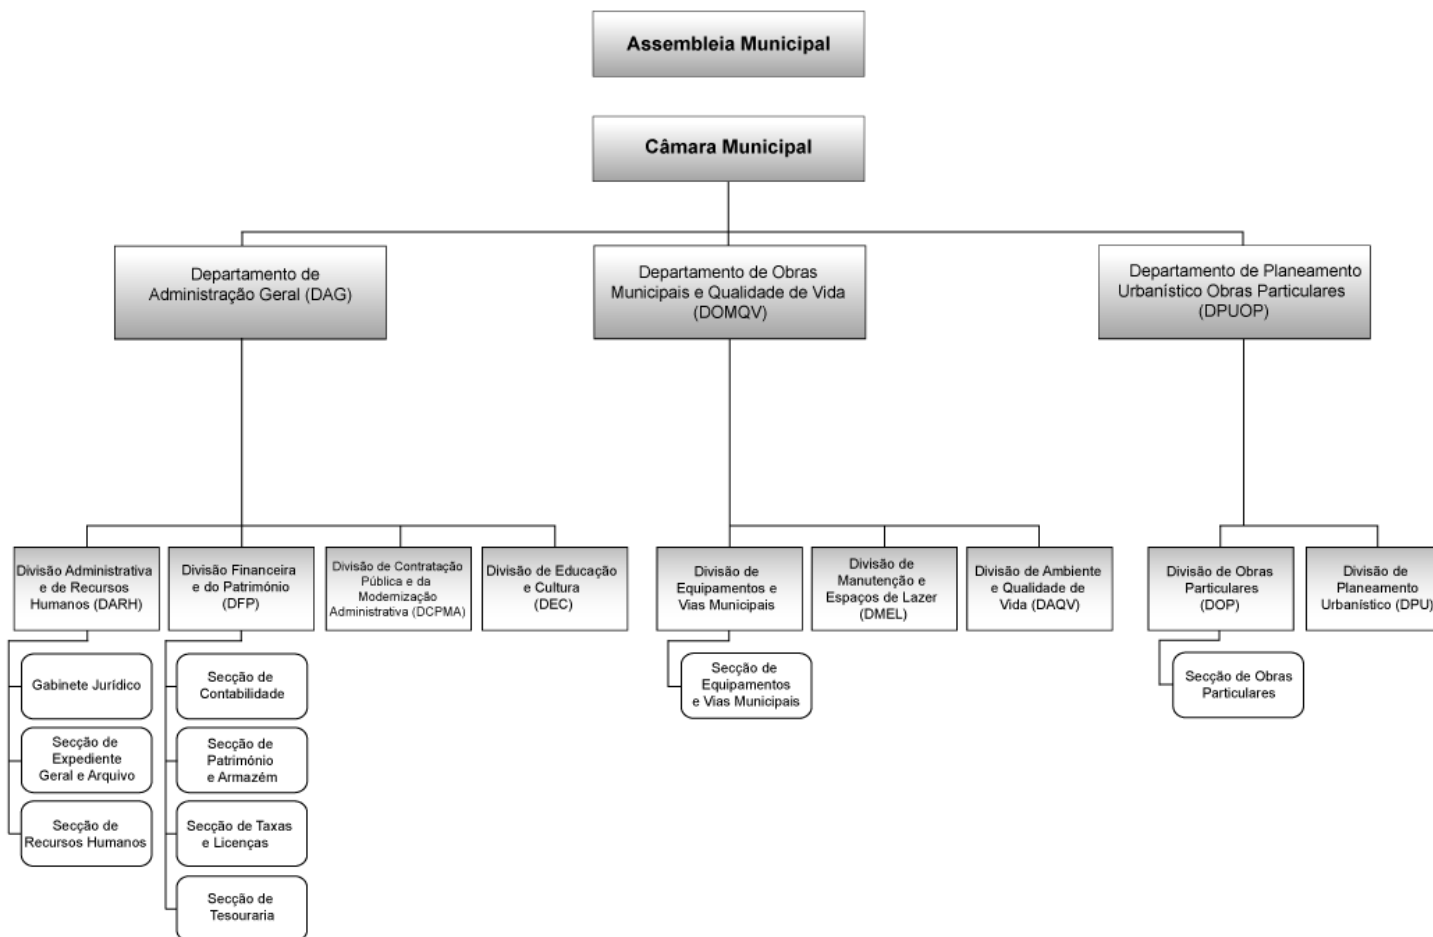 Assembleia Municipal
Câmara Municipal
Departamento de
Administração Geral (DAG)
Departamento de Obras
Municipais e Qualidade de Vida
(DOMQV)
Departamento de Planeamento
Urbanístico Obras Particulares
(DPUOP)
Divisão Administrativa
e de Recursos
Humanos (DARH)
Divisão Financeira
e do Património
(DFP)
Divisão de Contratação
Pública e da
Modernização
Administrativa (DCPMA)
Divisão de Educação
e Cultura
(DEC)
Divisão de
Equipamentos e
Vias Municipais
Divisão de
Manutenção e
Espaços de Lazer
(DMEL)
Divisão de Ambiente
e Qualidade de
Vida (DAQV)
Divisão de Obras
Particulares
(DOP)
Divisão de
Planeamento
Urbanístico (DPU)
Gabinete Jurídico
Secção de
Expediente
Geral e Arquivo
Secção de
Recursos Humanos
Secção de
Contabilidade
Secção de
Património
e Armazém
Secção de Taxas
e Licenças
Secção de
Tesouraria
Secção de
Equipamentos
e Vias Municipais
Secção de Obras
Particulares